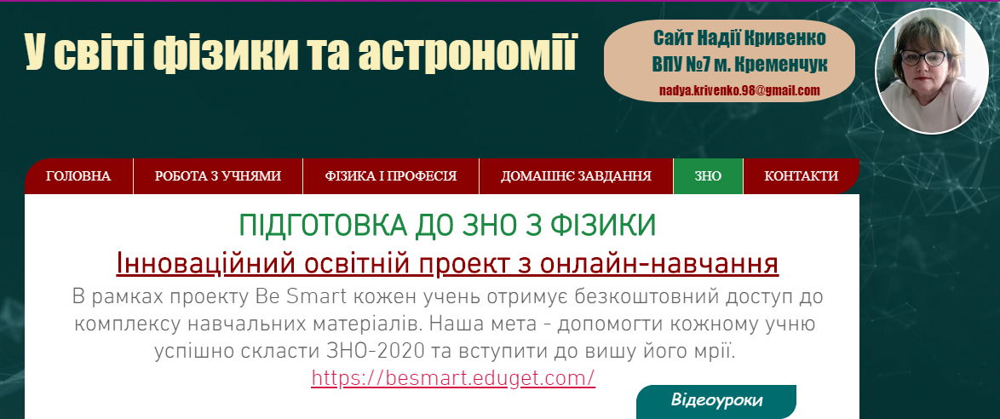 У світі фізики та астрономії
Сайт Надії Кривенко
ВПУ №7 м. Кременчук
nadya.krivenko.98@gmail.com
ГОЛОВНА
РОБОТА З УЧНЯМИ
ФІЗИКА І ПРОФЕСІЯ
ДОМАШНЄ ЗАВДАННЯ
ЗНО
КОНТАКТИ
ПІДГОТОВКА ДО ЗНО З ФІЗИКИ
Інноваційний освітній проект з онлайн-навчання
В рамках проекту Be Smart кожен учень отримує безкоштовний доступ до
комплексу навчальних матеріалів. Наша мета - допомогти кожному учню
успішно скласти ЗНО-2020 та вступити до вишу його мрії.
https://besmart.eduget.com/
Відеоуроки